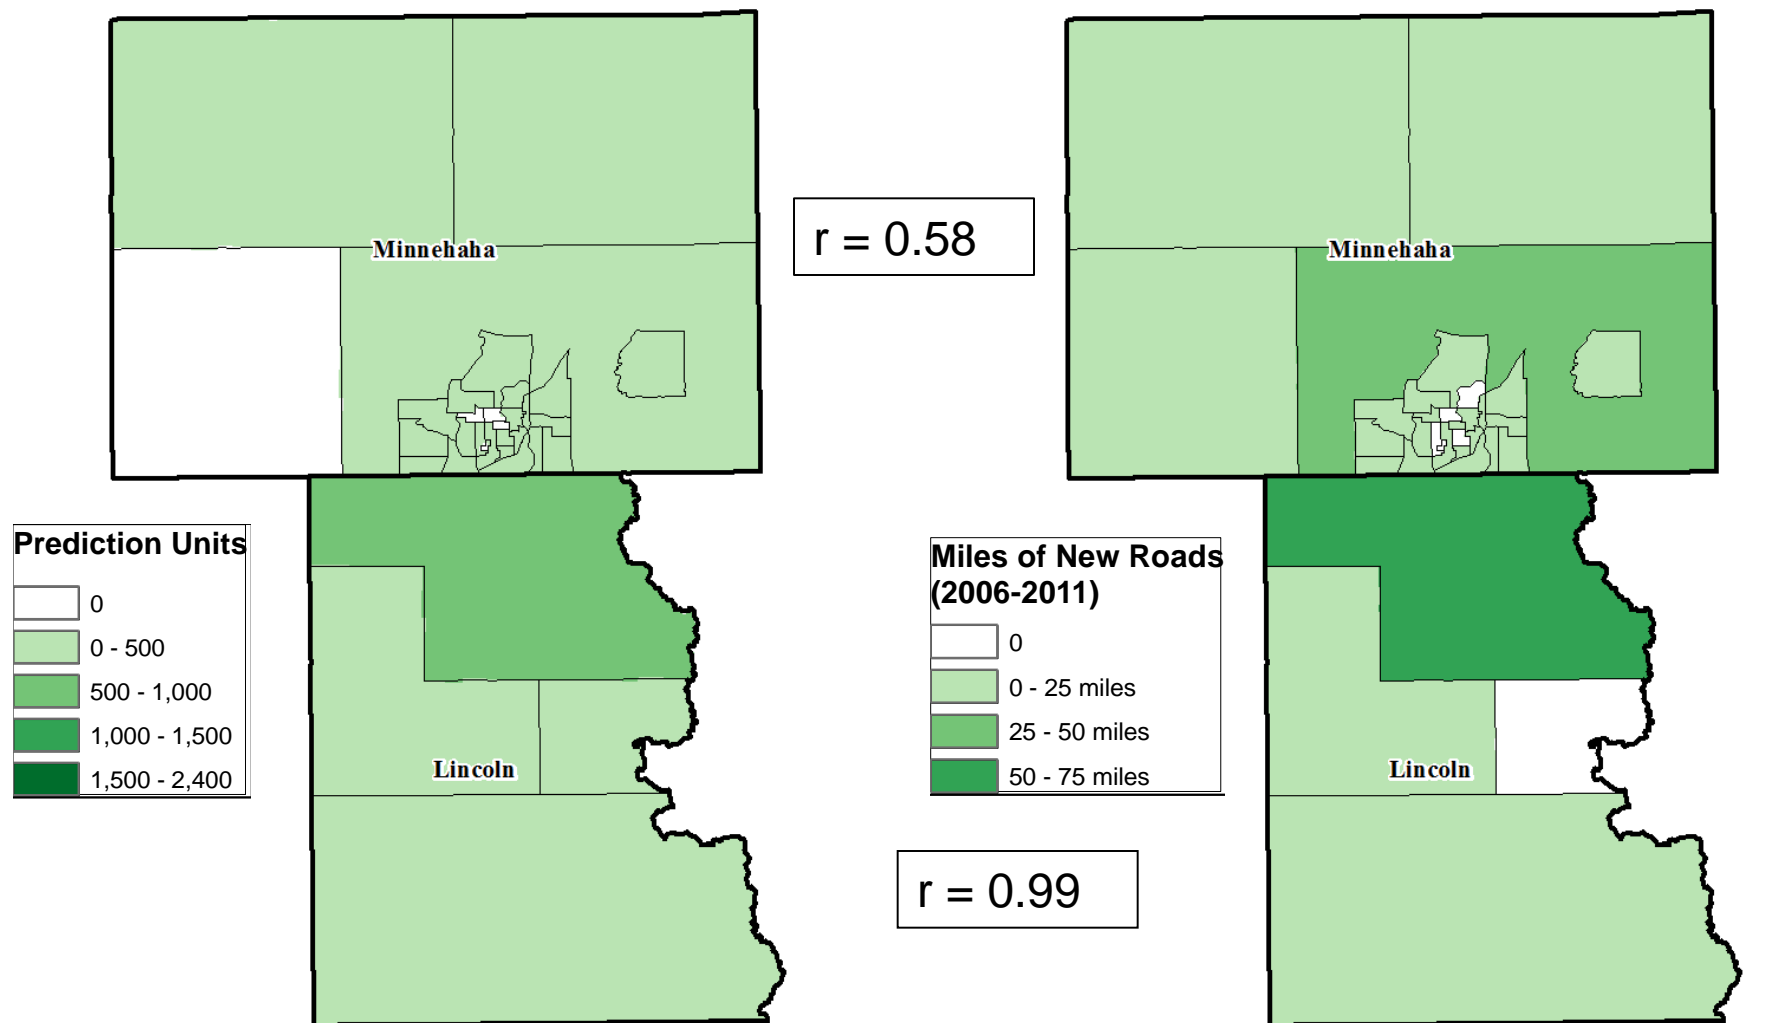 Minnehaha
r = 0.58
Minnehaha
Prediction Units
0
0 - 500
500 - 1,000
1,000 - 1,500
1,500 - 2,400
Lincoln
Miles of New Roads
(2006-2011)
0
0 - 25 miles
25 - 50 miles
50 - 75 miles
Lincoln
r = 0.99